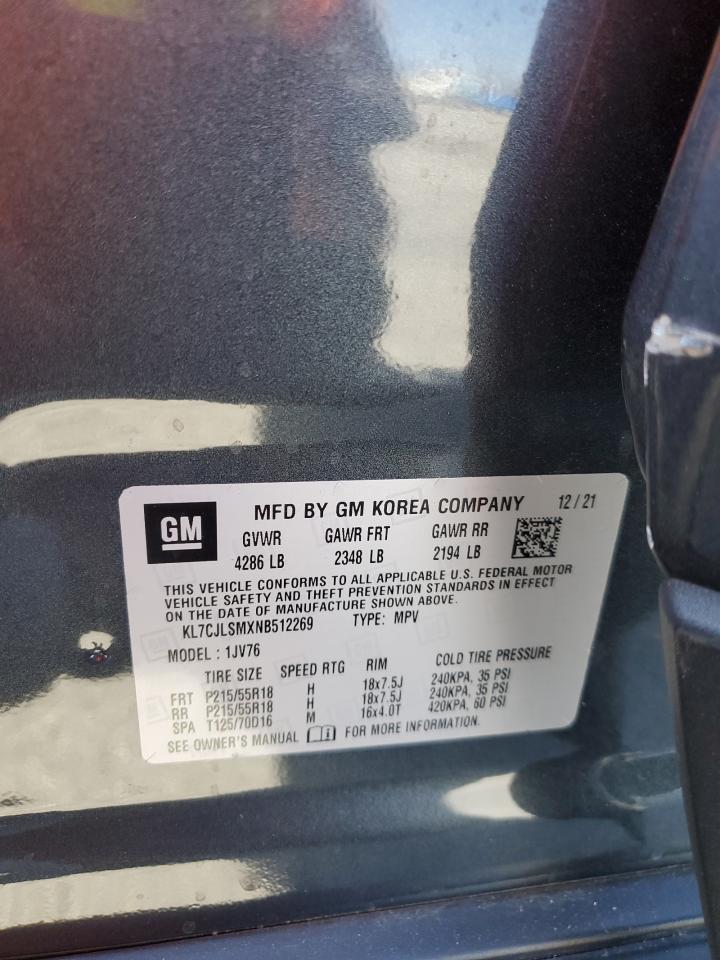 GM
MFD BY GM KOREA COMPANY 12/21
GVWR GAWR FRT GAWR RR
4286 LB 2348 LB 2194 LB
THIS VEHICLE CONFORMS TO ALL APPLICABLE U.S. FEDERAL MOTOR
VEHICLE SAFETY AND THEFT PREVENTION STANDARDS IN EFFECT
ON THE DATE OF MANUFACTURE SHOWN ABOVE.
KL7CJLSMXNB512269 TYPE: MPV
MODEL : 1JV76
TIRE SIZE SPEED RTG RIM COLD TIRE PRESSURE
FRT P215/55R18 H 18x7.5J 240KPA, 35 PSI
RR P215/55R18 H 18x7.5J 240KPA, 35 PSI
SPA T125/70D16 M 16x4.0T 420KPA, 60 PSI
SEE OWNER'S MANUAL FOR MORE INFORMATION.